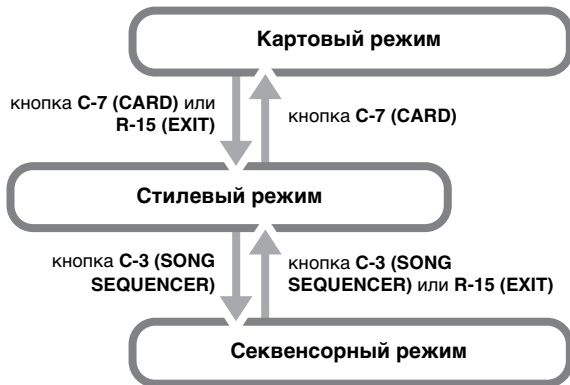 Картовый режим
кнопка C-7 (CARD) или
R-15 (EXIT)
кнопка C-7 (CARD)
Стилевый режим
кнопка C-3 (SONG
SEQUENCER)
кнопка C-3 (SONG
SEQUENCER) или R-15 (EXIT)
Секвенсорный режим